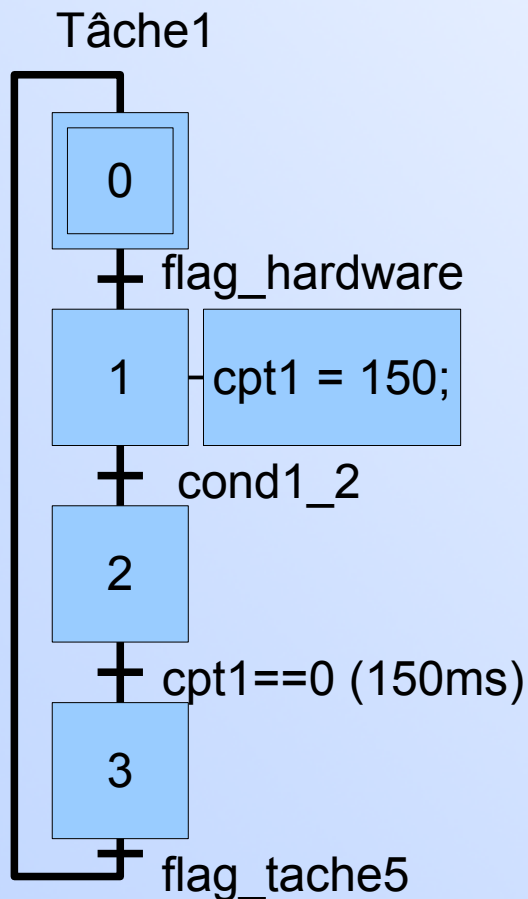 Tâche1
0
flag_hardware
1
cpt1 = 150;
cond1_2
2
cpt1==0 (150ms)
3
flag_tache5